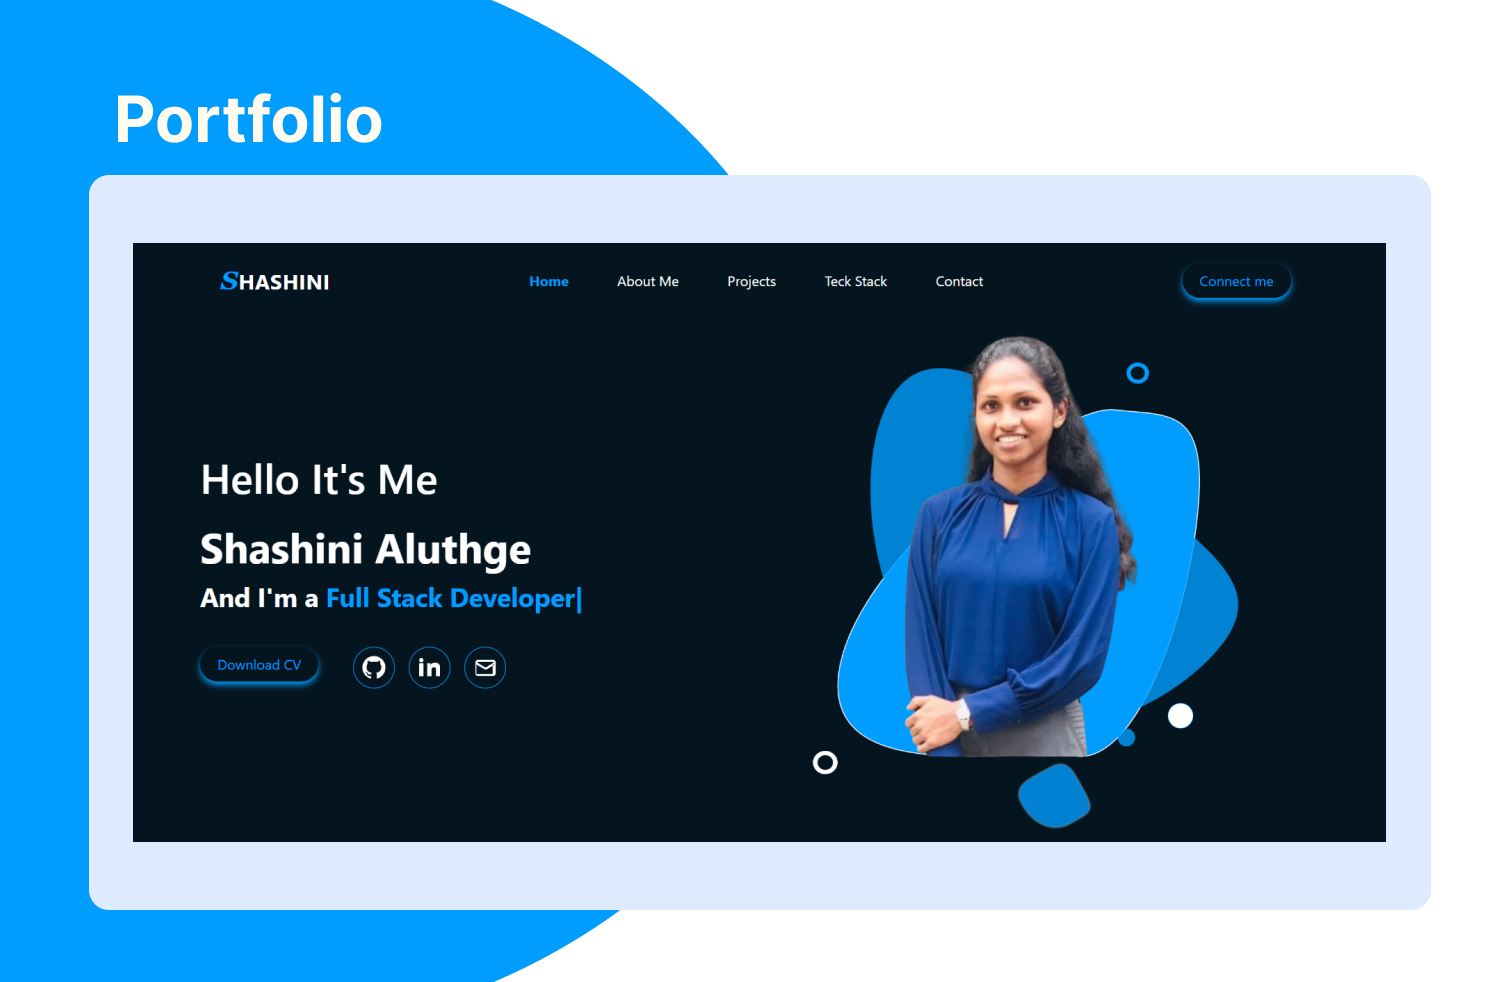 Portfolio
SHASHINI
Home About Me Projects Teck Stack Contact Connect me
Hello It's Me
Shashini Aluthge
And I'm a Full Stack Developer|
Download CV in